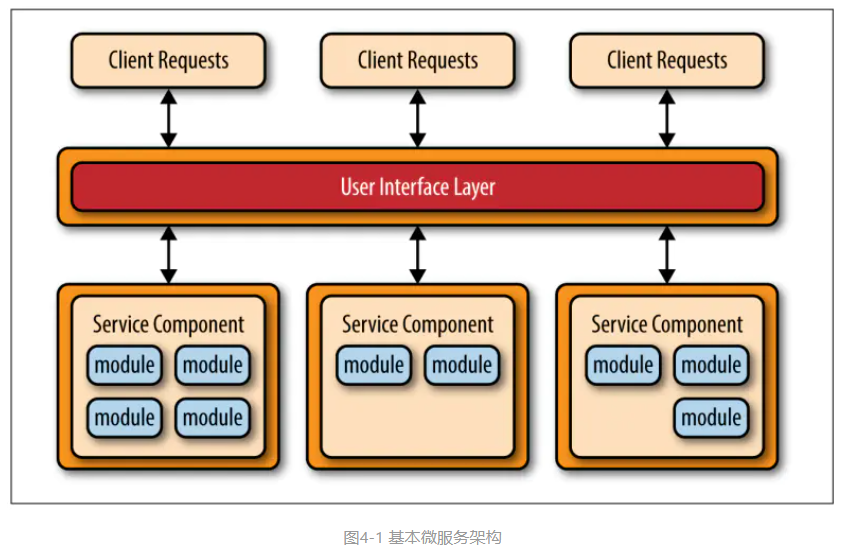 Client Requests Client Requests Client Requests
User Interface Layer
Service Component Service Component Service Component
module module module module module module
module module module
图4-1 基本微服务架构